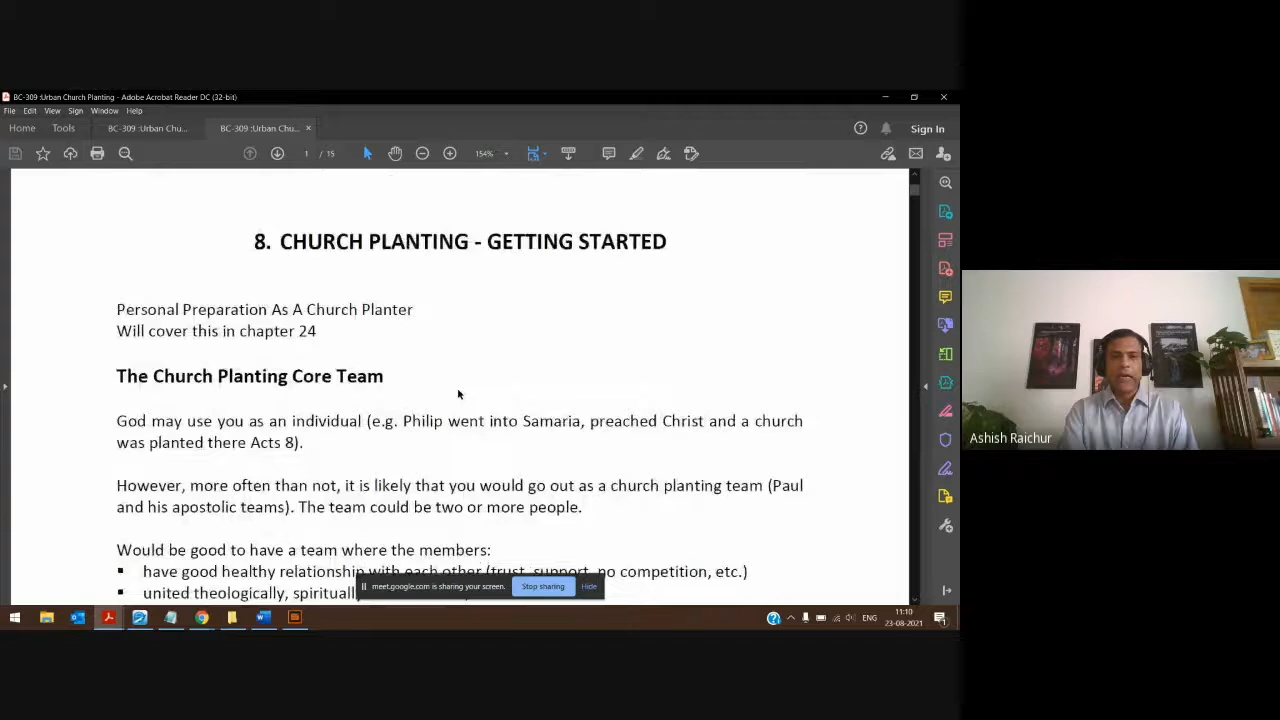 BC-309 :Urban Church Planting - Adobe Acrobat Reader DC (32-bit)
File Edit View Sign Window Help
Home Tools BC-309 :Urban Chu... BC-309 :Urban Chu... × Sign In
1 / 15 154%
8. CHURCH PLANTING - GETTING STARTED
Personal Preparation As A Church Planter
Will cover this in chapter 24
The Church Planting Core Team
God may use you as an individual (e.g. Philip went into Samaria, preached Christ and a church
was planted there Acts 8).
However, more often than not, it is likely that you would go out as a church planting team (Paul
and his apostolic teams). The team could be two or more people.
Would be good to have a team where the members:
▪ have good healthy relationship with each other (trust, support, no competition, etc.)
▪ united theologically,
meet.google.com is sharing your screen. Stop sharing Hide
ENG
11:10
23-08-2021
Ashish Raichur